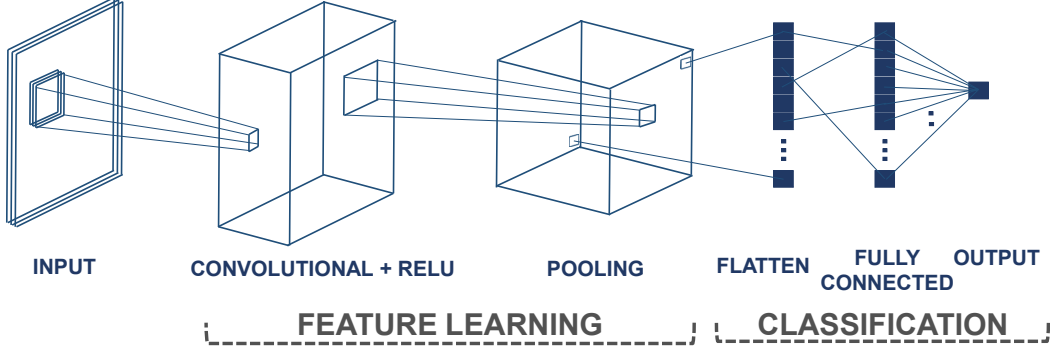 INPUT
CONVOLUTIONAL + RELU
POOLING
FLATTEN
FULLY
CONNECTED
OUTPUT
FEATURE LEARNING
CLASSIFICATION